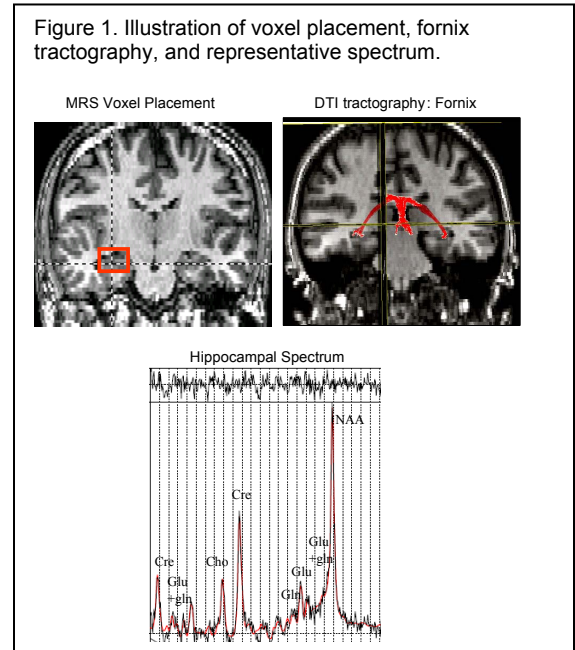 Figure 1. Illustration of voxel placement, fornix
tractography, and representative spectrum.
MRS Voxel Placement
DTI tractography: Fornix
Hippocampal Spectrum
NAA
Cre
Glu
+gln
Cre
Cho
Glu
Glu
+gln
Gln